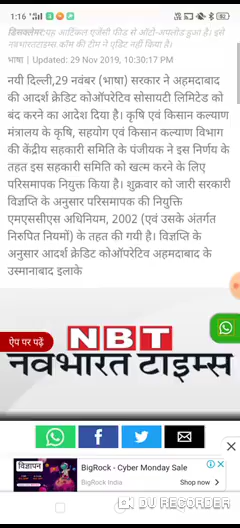 1:16
डिसक्लेमर:यह आर्टिकल एजेंसी फीड से ऑटो-अपलोड हुआ है। इसे
नवभारतटाइम्स.कॉम की टीम ने एडिट नहीं किया है।
भाषा | Updated: 29 Nov 2019, 10:30:17 PM
नयी दिल्ली,29 नवंबर (भाषा) सरकार ने अहमदाबाद
की आदर्श क्रेडिट कोऑपरेटिव सोसायटी लिमिटेड को
बंद करने का आदेश दिया है। कृषि एवं किसान कल्याण
मंत्रालय के कृषि, सहयोग एवं किसान कल्याण विभाग
की केंद्रीय सहकारी समिति के पंजीयक ने इस निर्णय के
तहत इस सहकारी समिति को खत्म करने के लिए
परिसमापक नियुक्त किया है। शुक्रवार को जारी सरकारी
विज्ञप्ति के अनुसार परिसमापक की नियुक्ति
एमएससीएस अधिनियम, 2002 (एवं उसके अंतर्गत
निरुपित नियमों) के तहत की गयी है। विज्ञप्ति के
अनुसार आदर्श क्रेडिट कोऑपरेटिव अहमदाबाद के
उस्मानाबाद इलाके
ऐप पर पढ़ें
NBT
नवभारत टाइम्स
विज्ञापन
BigRock - Cyber Monday Sale
BigRock India
Shop now
DU RECORDER